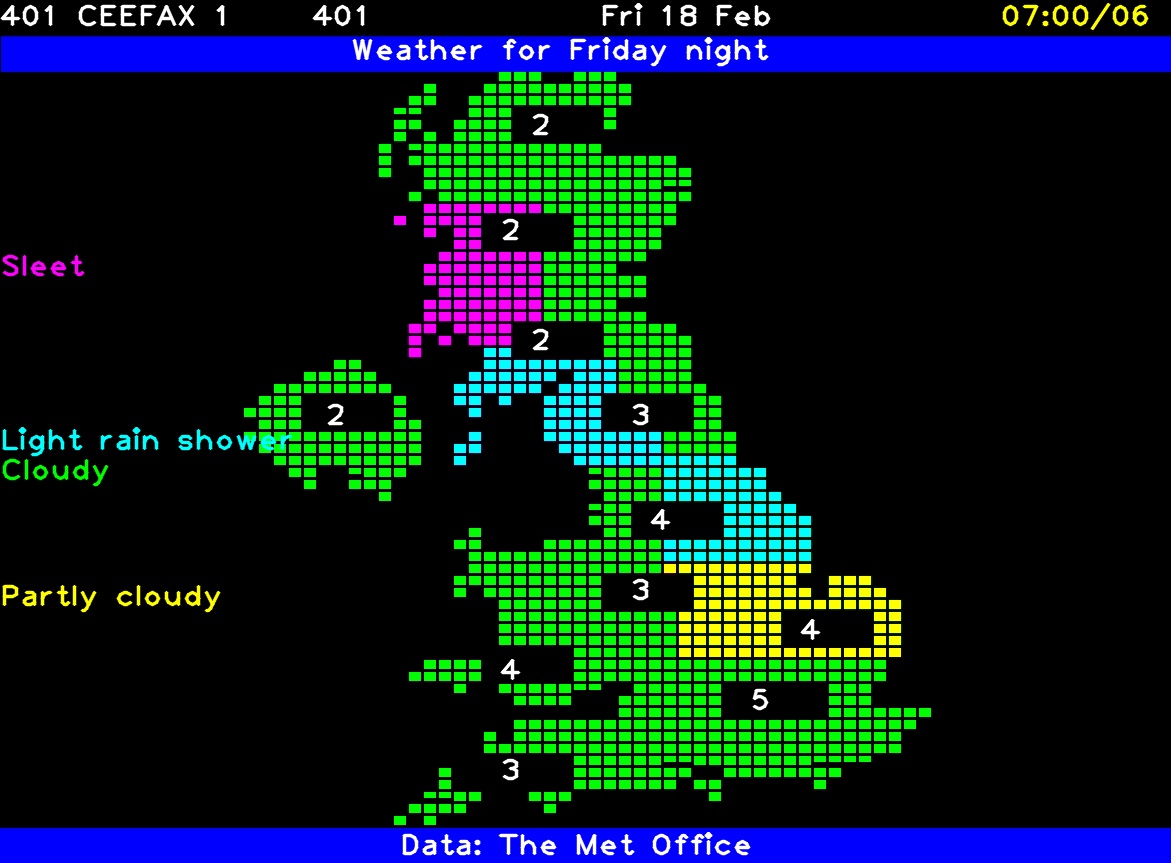 401 CEEFAX 1 401 Fri 18 Feb 07:00/06
Weather for Friday night
2
2
Sleet
2
2
3
Light rain shower
Cloudy
4
3
Partly cloudy
4
4
5
3
Data: The Met Office